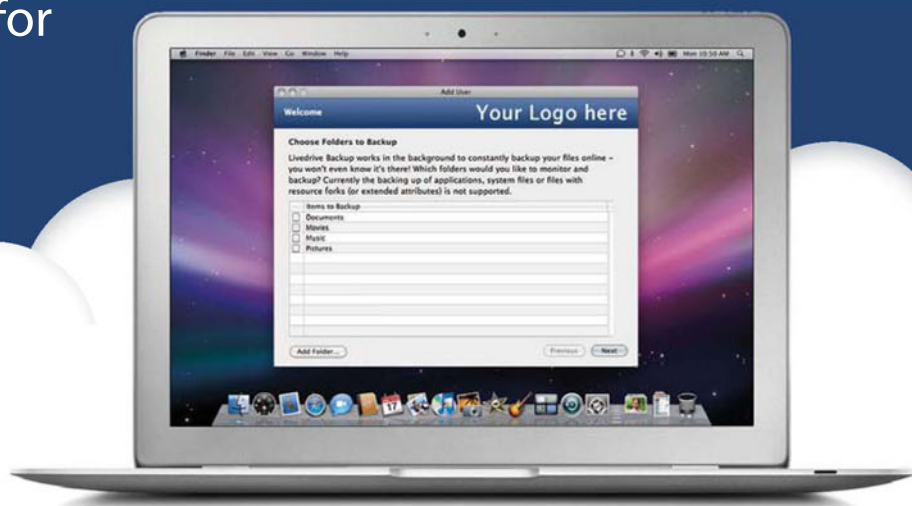 for
Finder File Edit View Go Window Help
Mon 10:50 AM
Add User
Welcome
Your Logo here
Choose Folders to Backup
Livedrive Backup works in the background to constantly backup your files online -
you won't even know it's there! Which folders would you like to monitor and
backup? Currently the backing up of applications, system files or files with
resource forks (or extended attributes) is not supported.
Items to Backup
Documents
Movies
Music
Pictures
Add Folder...
Previous
Next
17